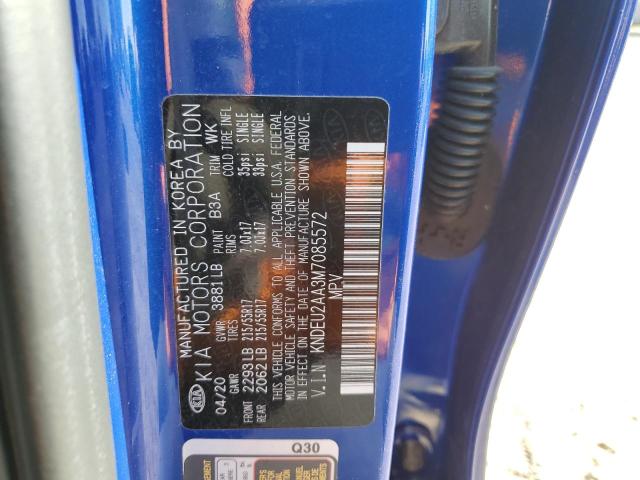 MANUFACTURED IN KOREA BY
KIA KIA MOTORS CORPORATION
04/20 3881LB PAINT B3A TRIM WK
GVWR
GAWR TIRES RIMS COLD TIRE INFL
FRONT 2293LB 215/55R17 7.00X17 35psi SINGLE
REAR 2062LB 215/55R17 7.00X17 33psi SINGLE
THIS VEHICLE CONFORMS TO ALL APPLICABLE U.S.A. FEDERAL
MOTOR VEHICLE SAFETY AND THEFT PREVENTION STANDARDS
IN EFFECT ON THE DATE OF MANUFACTURE SHOWN ABOVE.
V.I.N KNDEU2AA3M7085572
MPV
Q30